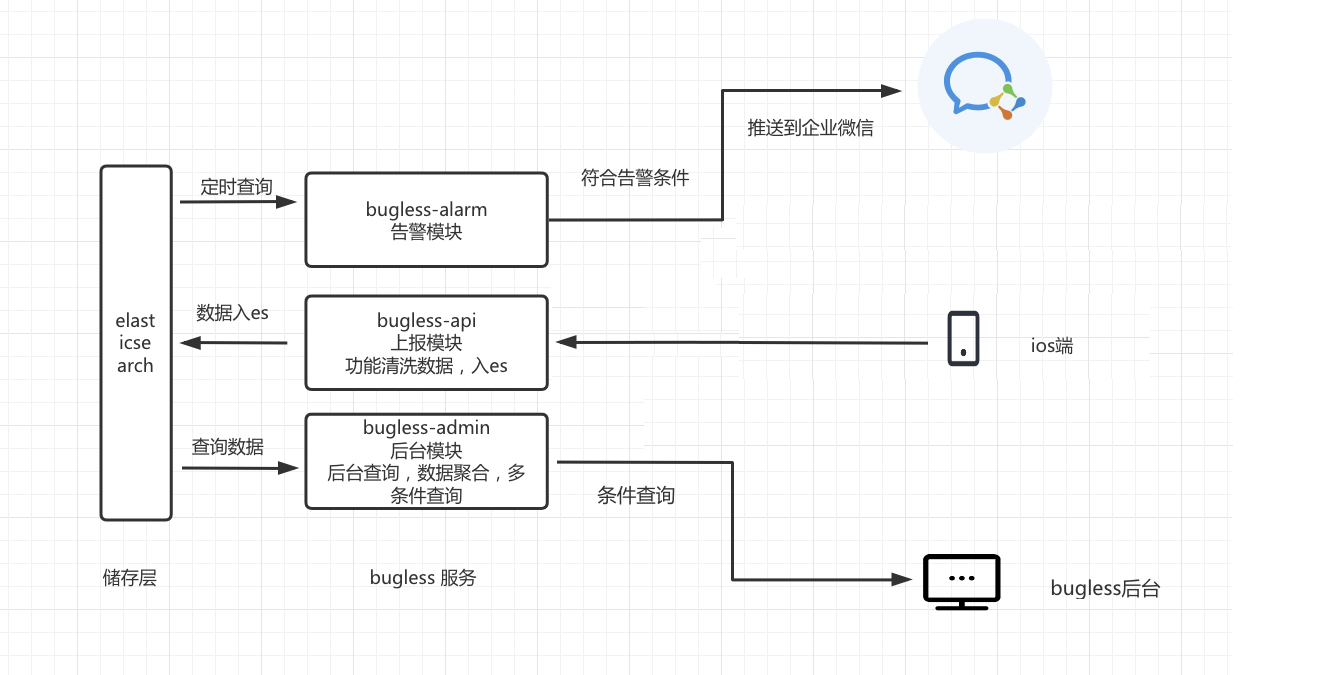 推送到企业微信
符合告警条件
定时查询
bugless-alarm
告警模块
数据入es
elast
icse
arch
bugless-api
上报模块
功能清洗数据，入es
ios端
查询数据
bugless-admin
后台模块
后台查询，数据聚合，多
条件查询
条件查询
储存层
bugless 服务
bugless后台